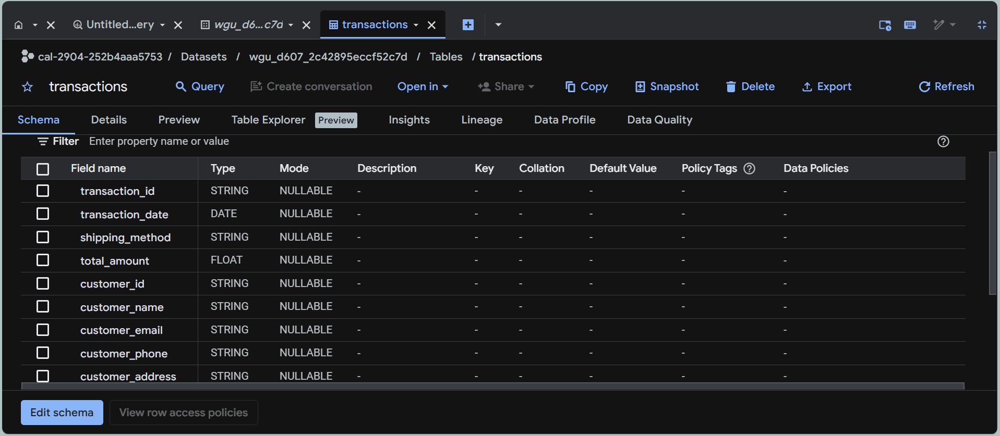 Untitled...ery wgu_d6...c7d transactions
cal-2904-252b4aaa5753 / Datasets / wgu_d607_2c42895eccf52c7d / Tables / transactions
transactions Query Create conversation Open in Share Copy Snapshot Delete Export Refresh
Schema Details Preview Table Explorer Preview Insights Lineage Data Profile Data Quality
Filter Enter property name or value
Field name Type Mode Description Key Collation Default Value Policy Tags Data Policies
transaction_id STRING NULLABLE - - - - - -
transaction_date DATE NULLABLE - - - - - -
shipping_method STRING NULLABLE - - - - - -
total_amount FLOAT NULLABLE - - - - - -
customer_id STRING NULLABLE - - - - - -
customer_name STRING NULLABLE - - - - - -
customer_email STRING NULLABLE - - - - - -
customer_phone STRING NULLABLE - - - - - -
customer_address STRING NULLABLE - - - - - -
Edit schema View row access policies